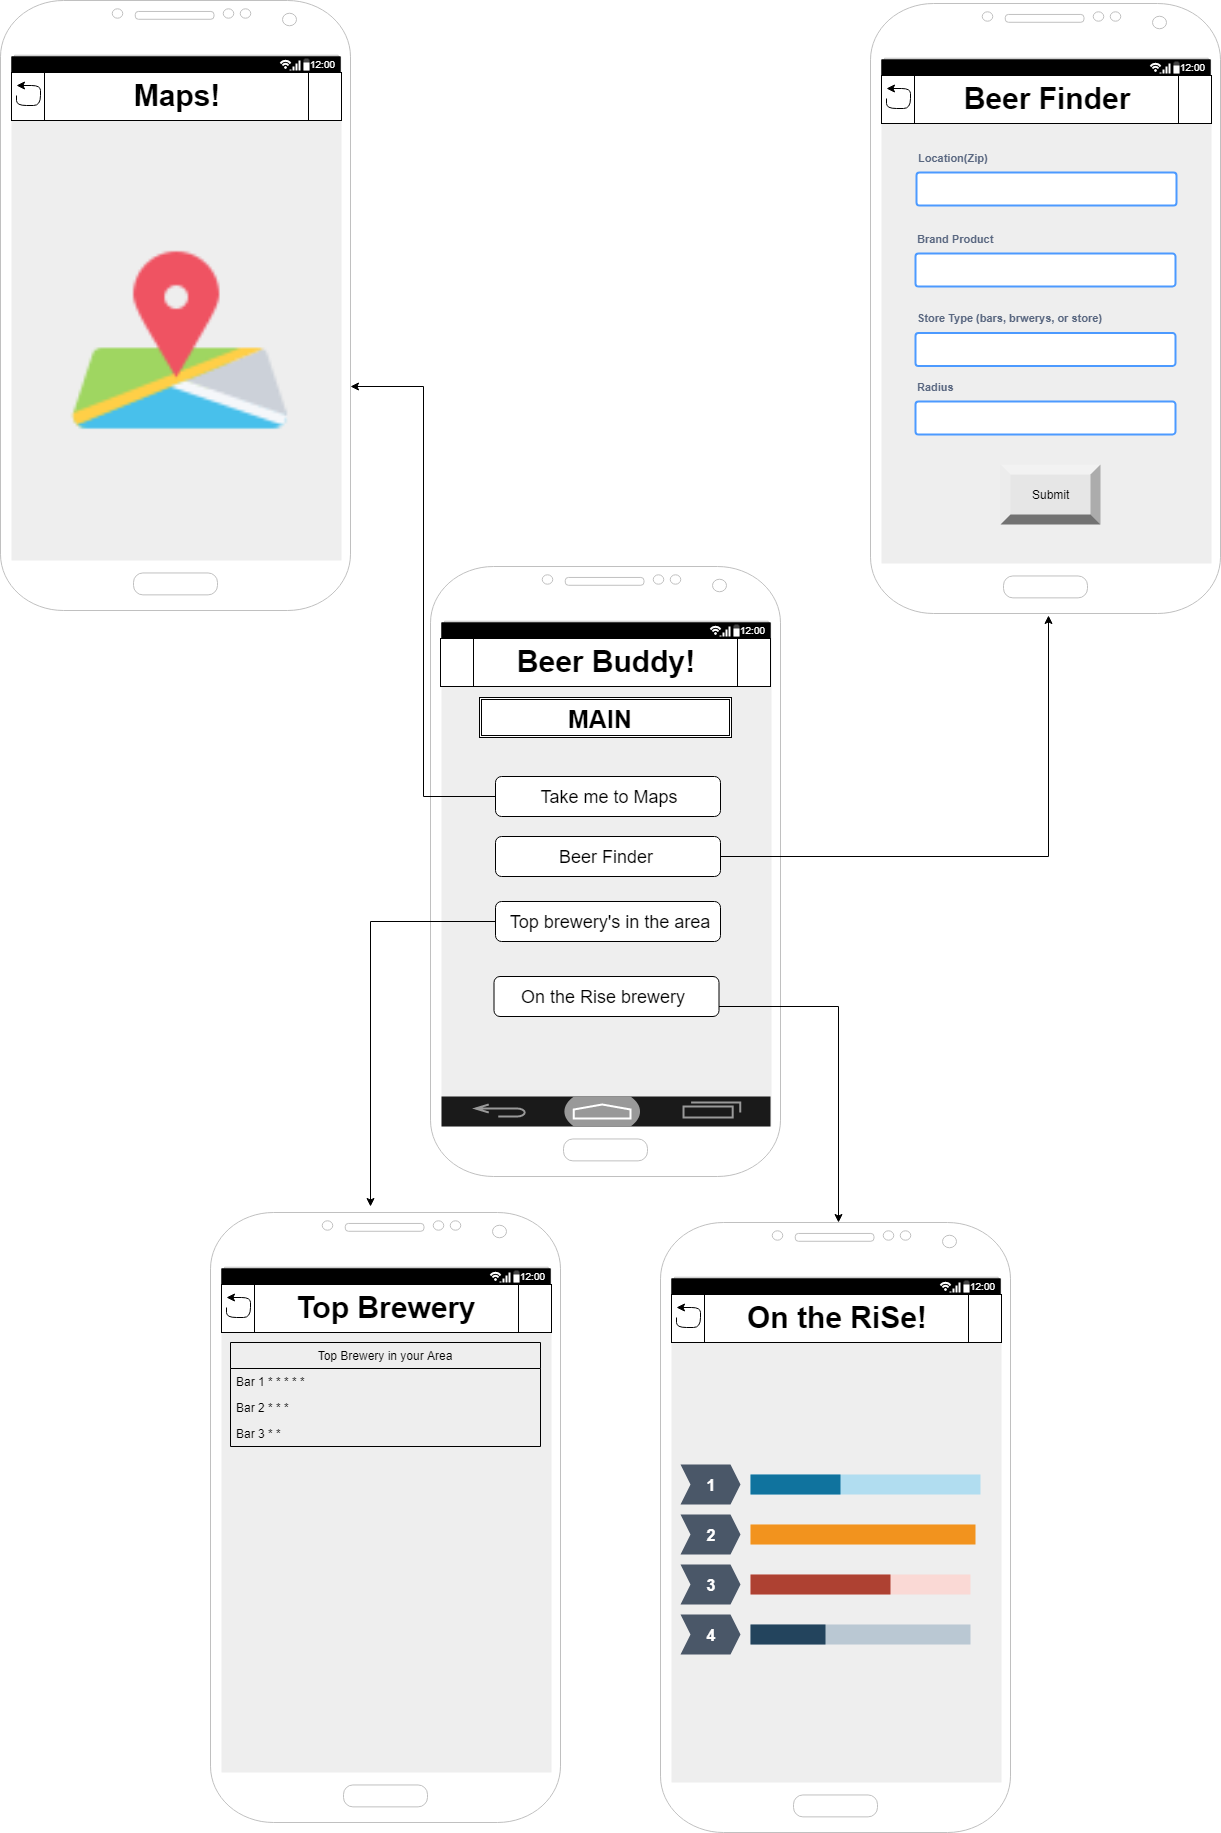 12:00
Maps!
12:00
Beer Finder
Location(Zip)
Brand Product
Store Type (bars, brwerys, or store)
Radius
Submit
12:00
Beer Buddy!
MAIN
Take me to Maps
Beer Finder
Top brewery's in the area
On the Rise brewery
12:00
Top Brewery
Top Brewery in your Area
Bar 1 * * * * *
Bar 2 * * *
Bar 3 * *
12:00
On the RiSe!
1
2
3
4